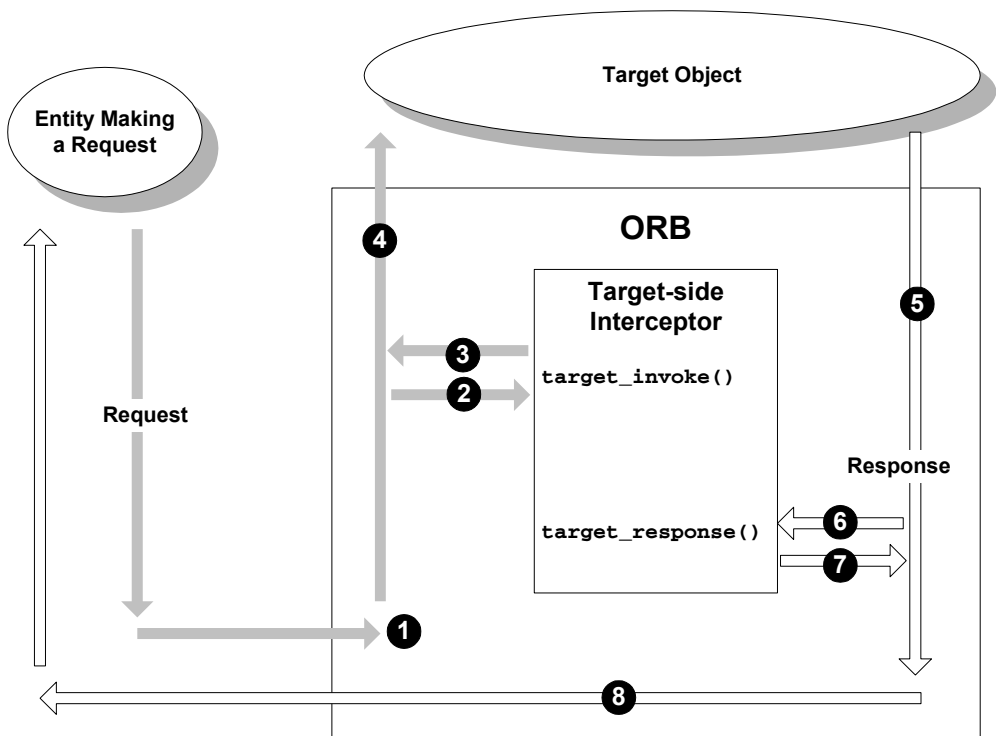 Target Object
Entity Making
a Request
ORB
4
Target-side
Interceptor
5
3
target_invoke()
2
Request
Response
6
target_response()
7
1
8